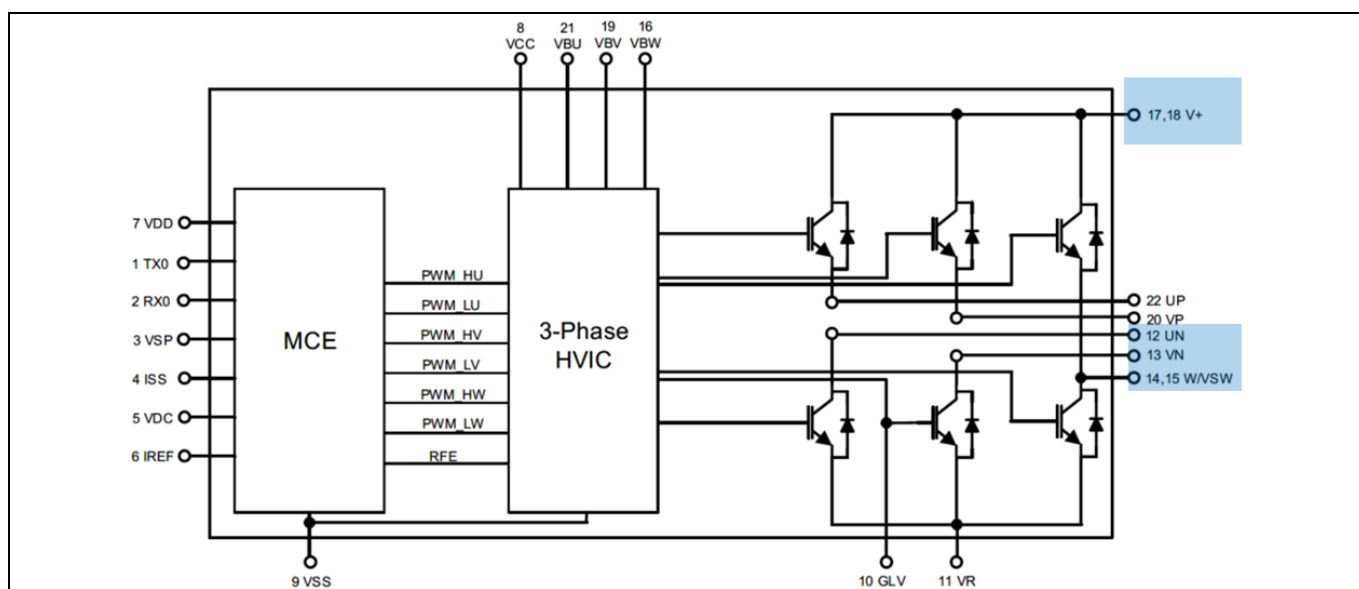 8
VCC
21
VBU
19
VBV
16
VBW
17,18 V+
7 VDD
1 TX0
2 RX0
3 VSP
4 ISS
5 VDC
6 IREF
MCE
PWM_HU
PWM_LU
PWM_HV
PWM_LV
PWM_HW
PWM_LW
RFE
3-Phase
HVIC
22 UP
20 VP
12 UN
13 VN
14,15 W/VSW
9 VSS
10 GLV
11 VR